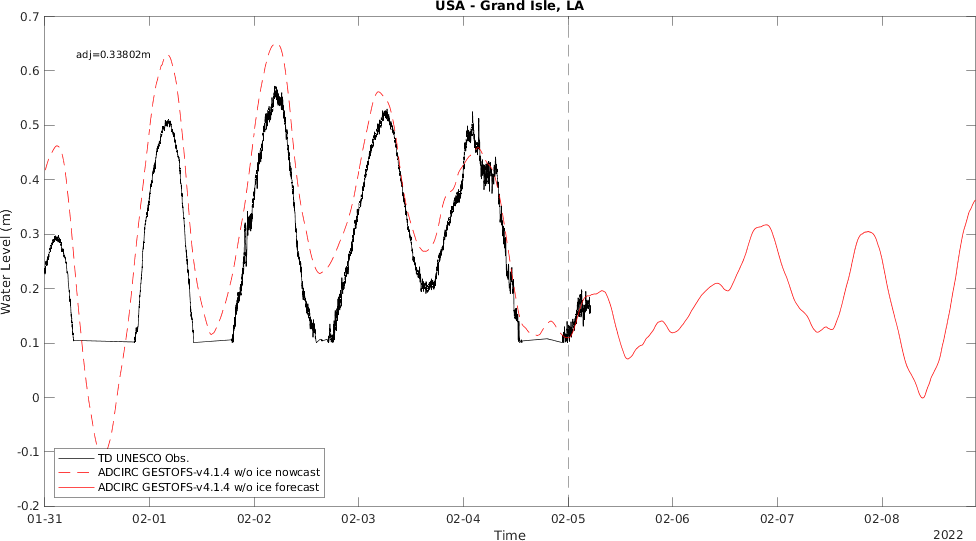 USA - Grand Isle, LA
0.7
adj=0.33802m
0.6
0.5
0.4
0.3
0.2
0.1
0
-0.1
-0.2
Water Level (m)
TD UNESCO Obs.
ADCIRC GESTOFS-v4.1.4 w/o ice nowcast
ADCIRC GESTOFS-v4.1.4 w/o ice forecast
01-31 02-01 02-02 02-03 02-04 02-05 02-06 02-07 02-08
Time
2022